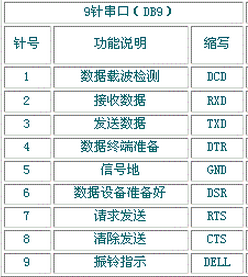 9针串口（DB9）
针号 功能说明 缩写
1 数据载波检测 DCD
2 接收数据 RXD
3 发送数据 TXD
4 数据终端准备 DTR
5 信号地 GND
6 数据设备准备好 DSR
7 请求发送 RTS
8 清除发送 CTS
9 振铃指示 DELL